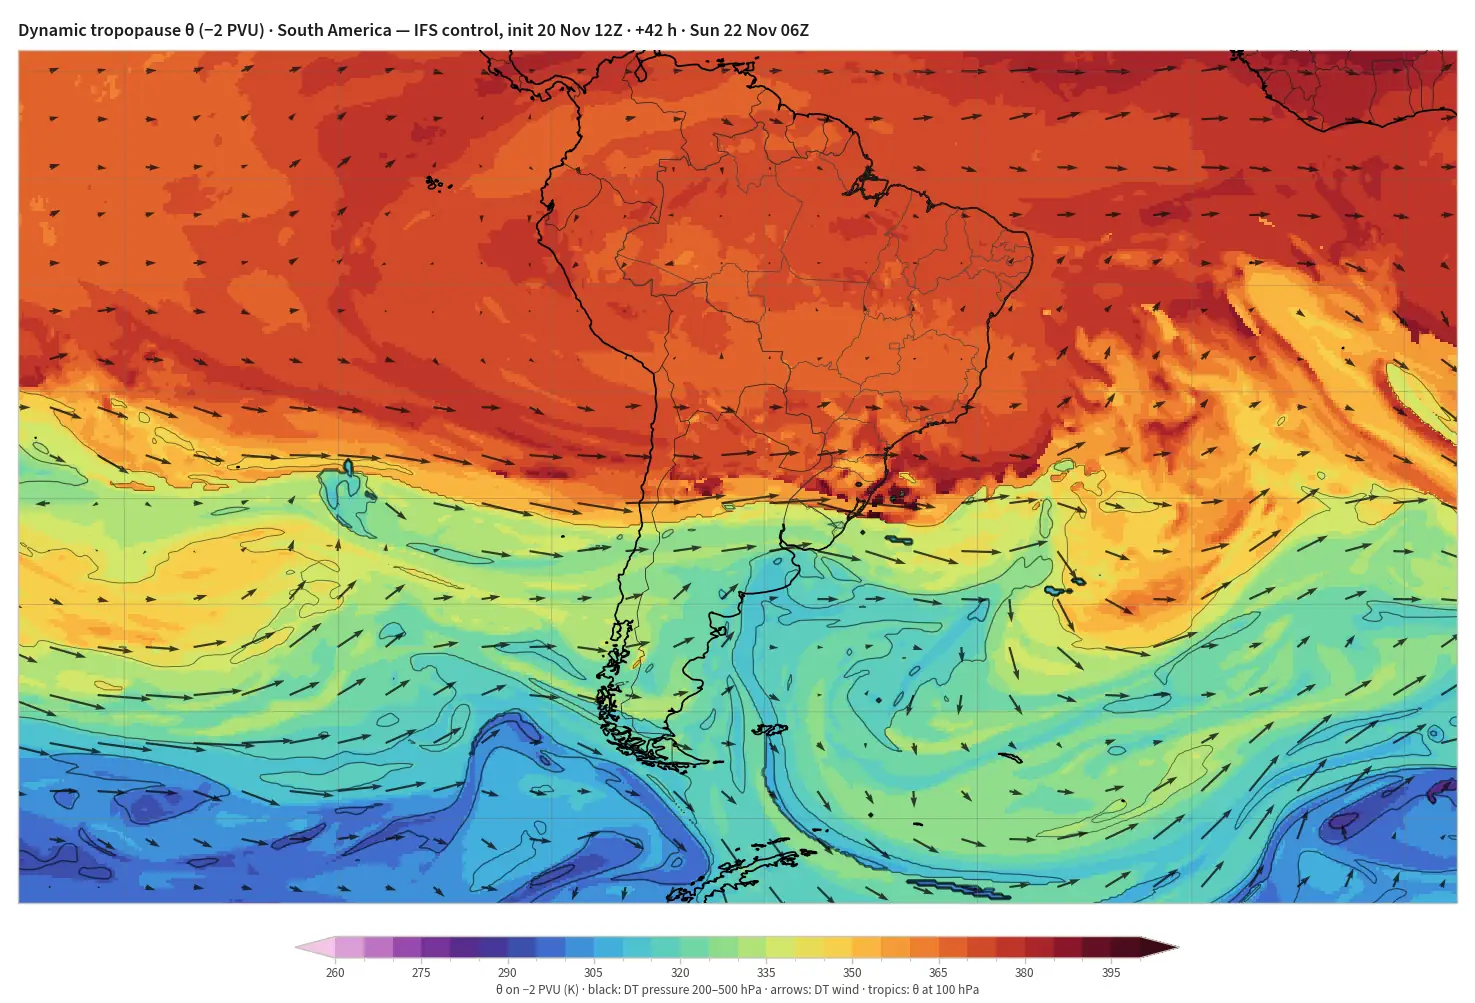 Dynamic tropopause θ (−2 PVU) · South America — IFS control, init 20 Nov 12Z · +42 h · Sun 22 Nov 06Z
260 275 290 305 320 335 350 365 380 395
θ on −2 PVU (K) · black: DT pressure 200–500 hPa · arrows: DT wind · tropics: θ at 100 hPa